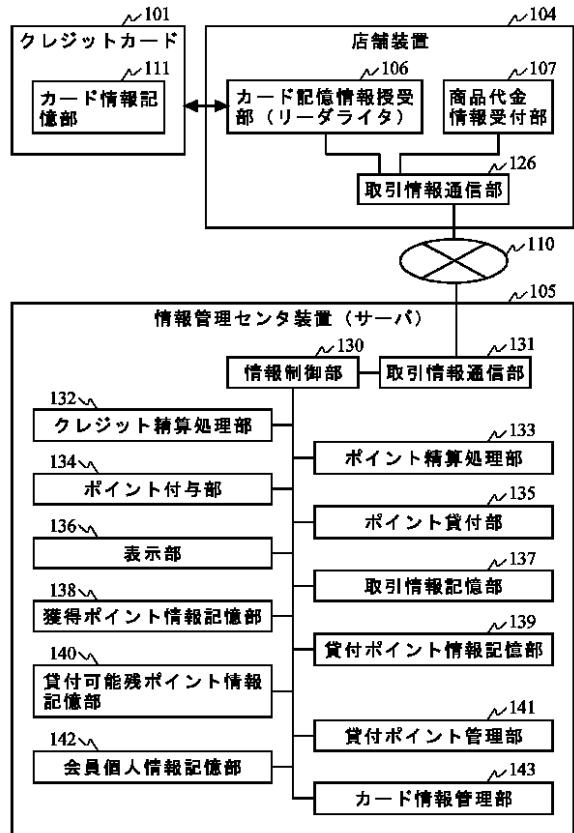 101
クレジットカード
111
カード情報記
憶部
104
店舗装置
106
カード記憶情報授受
部（リーダライタ）
107
商品代金
情報受付部
126
取引情報通信部
110
105
情報管理センタ装置（サーバ）
130
情報制御部
131
取引情報通信部
132
クレジット精算処理部
133
ポイント精算処理部
134
ポイント付与部
135
ポイント貸付部
136
表示部
137
取引情報記憶部
138
獲得ポイント情報記憶部
139
貸付ポイント情報記憶部
140
貸付可能残ポイント情報
記憶部
141
貸付ポイント管理部
142
会員個人情報記憶部
143
カード情報管理部